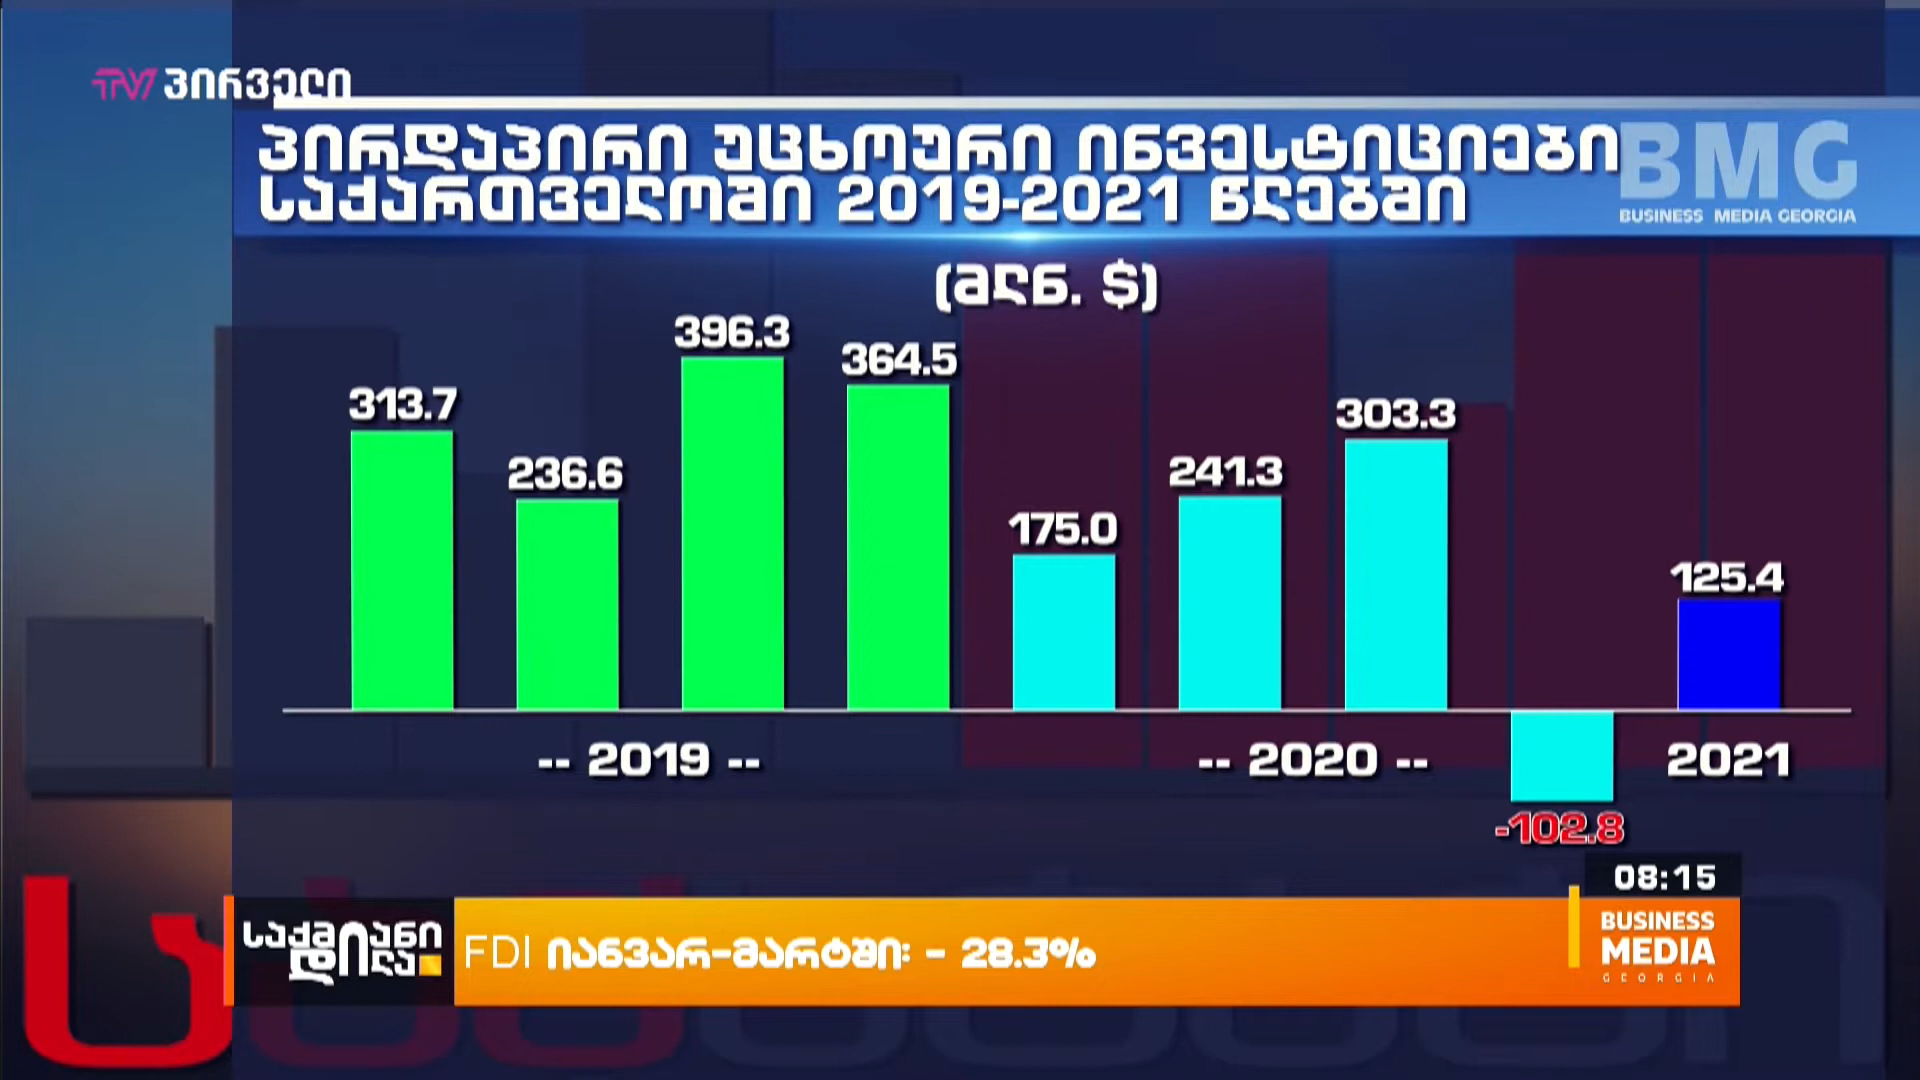 TV პირველი
პირდაპირი უცხოური ინვესტიციები
საქართველოში 2019-2021 წლებში
BMG
BUSINESS MEDIA GEORGIA
(მლნ. $)
313.7
236.6
396.3
364.5
175.0
241.3
303.3
-102.8
125.4
-- 2019 --
-- 2020 --
2021
08:15
საქმიანი
დილა
FDI იანვარ-მარტში: - 28.3%
BUSINESS
MEDIA
GEORGIA